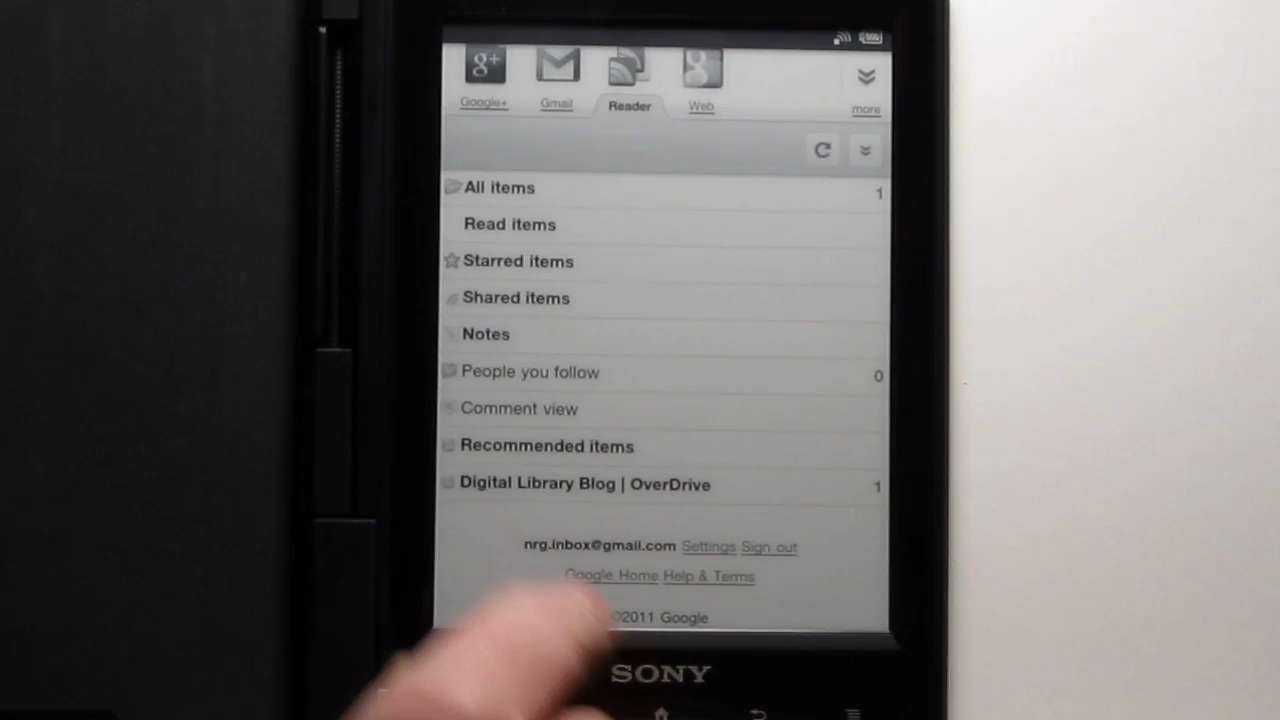 g+ g
Google+ Gmail Reader Web more
All items 1
Read items
Starred items
Shared items
Notes
People you follow 0
Comment view
Recommended items
Digital Library Blog | OverDrive 1
nrg.inbox@gmail.com Settings Sign out
Google Home Help & Terms
©2011 Google
SONY